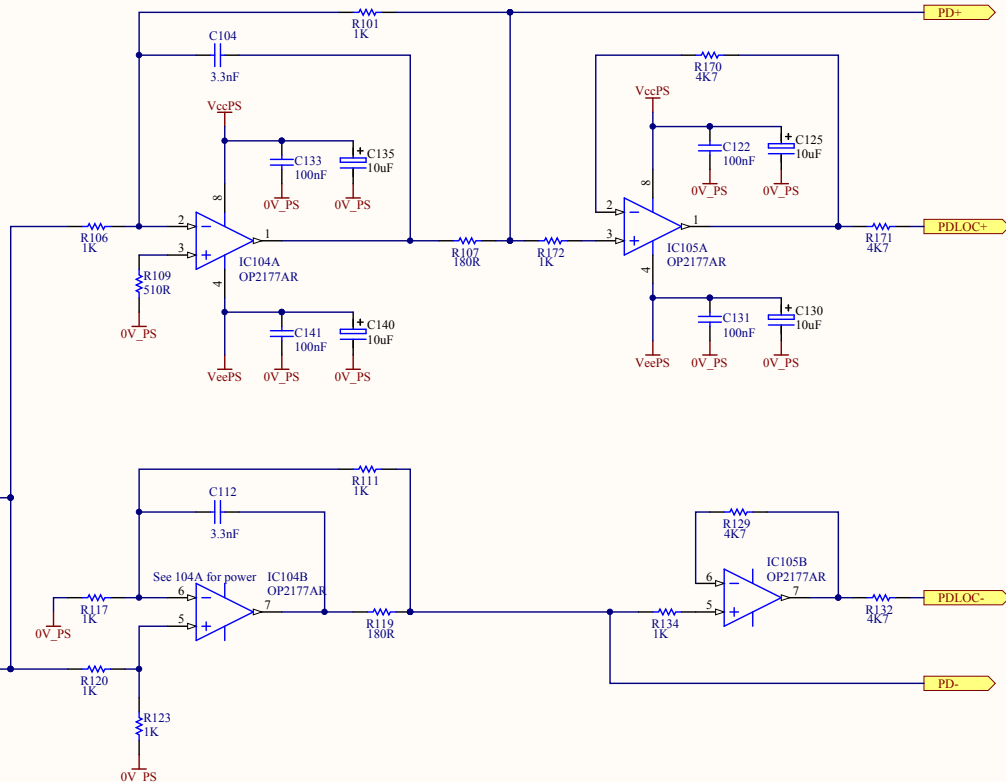 R101
1K
PD+
C104
3.3nF
R170
4K7
VccPS
VccPS
C133
100nF
+
C135
10uF
C122
100nF
+
C125
10uF
0V_PS
0V_PS
0V_PS
0V_PS
8
8
R106
1K
2
−
3
+
1
IC104A
OP2177AR
4
R109
510R
0V_PS
R107
180R
R172
1K
2
−
3
+
1
IC105A
OP2177AR
4
R171
4K7
PDLOC+
C141
100nF
+
C140
10uF
C131
100nF
+
C130
10uF
VeePS
0V_PS
0V_PS
VeePS
0V_PS
0V_PS
R111
1K
C112
3.3nF
R129
4K7
See 104A for power
IC104B
OP2177AR
IC105B
OP2177AR
R117
1K
0V_PS
6
−
5
+
7
R119
180R
R134
1K
6
−
5
+
7
R132
4K7
PDLOC-
R120
1K
PD-
R123
1K
0V_PS